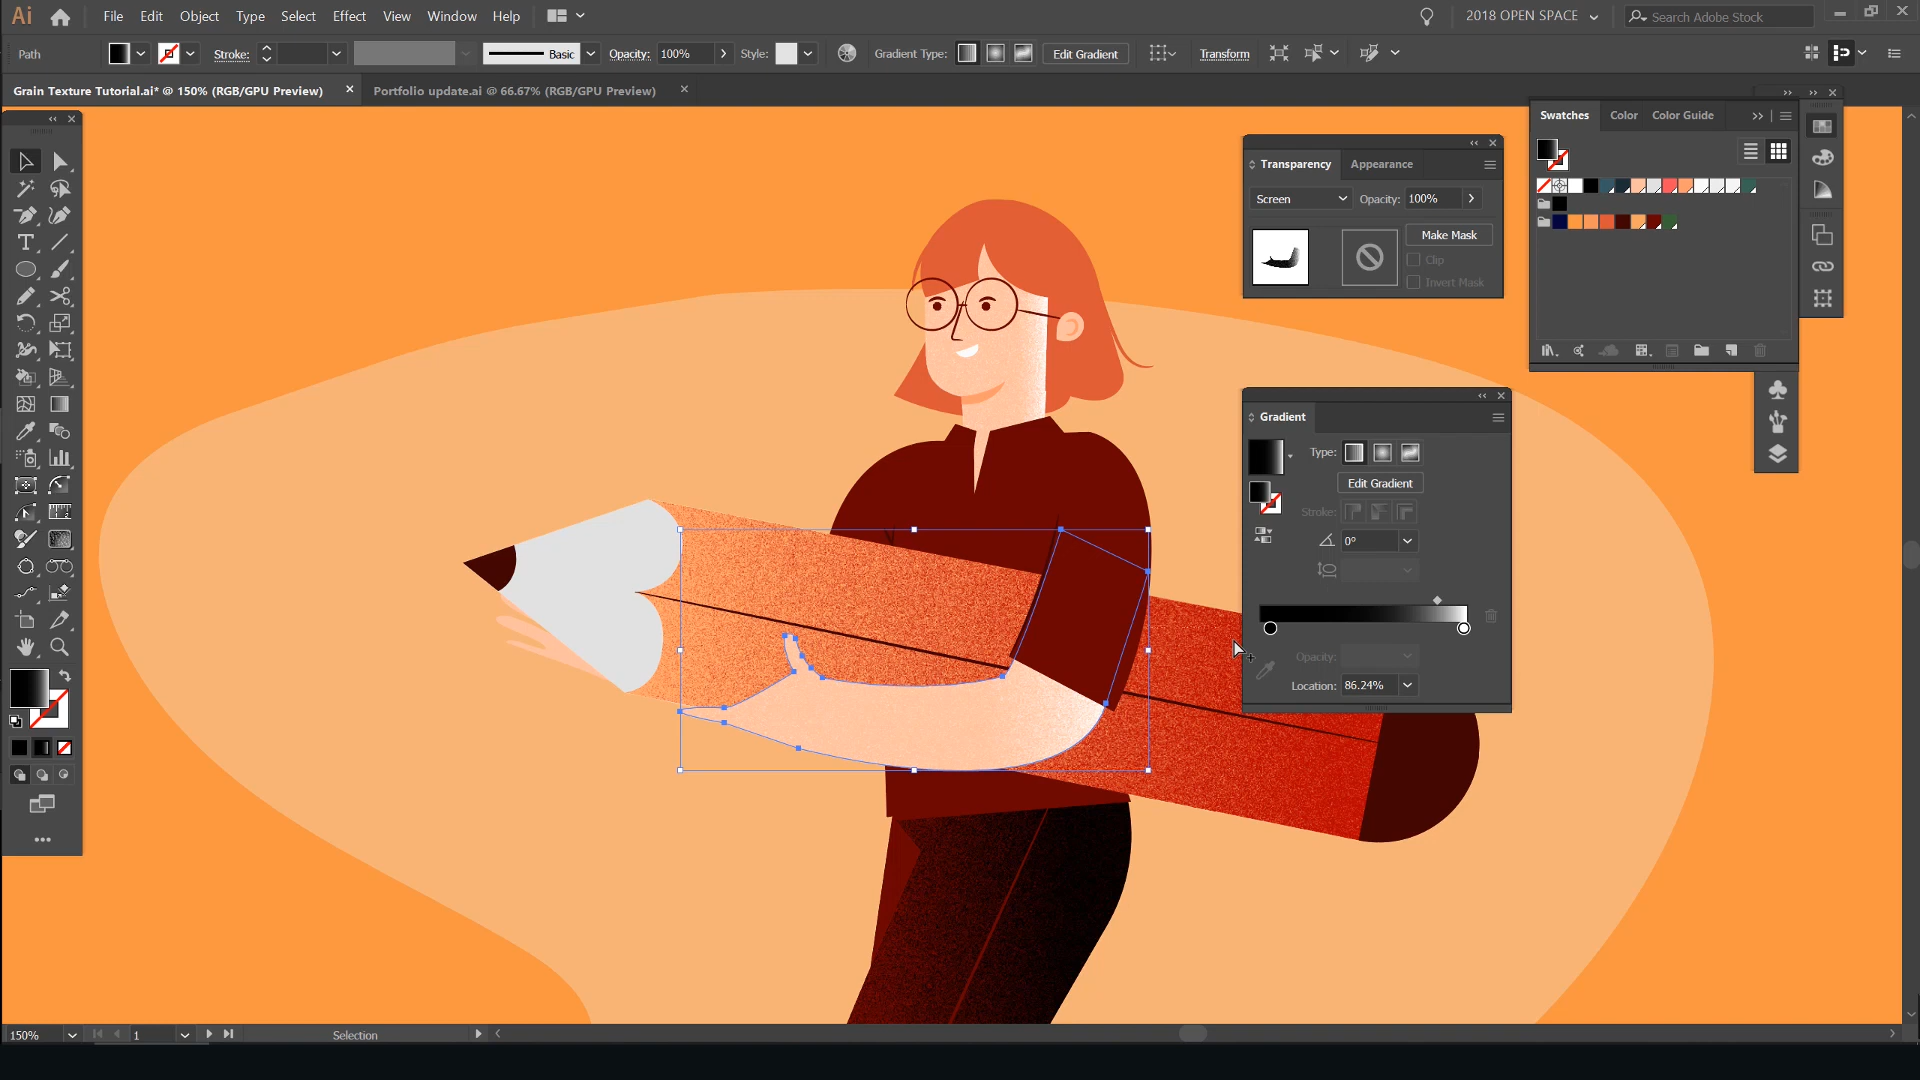 Ai File Edit Object Type Select Effect View Window Help 2018 OPEN SPACE Search Adobe Stock
Path Stroke: Basic Opacity: 100% Style: Gradient Type: Edit Gradient Transform
Grain Texture Tutorial.ai* @ 150% (RGB/GPU Preview) Portfolio update.ai @ 66.67% (RGB/GPU Preview)
Swatches Color Color Guide
Transparency Appearance
Screen Opacity: 100%
Make Mask
Clip
Invert Mask
Gradient
Type:
Edit Gradient
Stroke:
0°
Opacity:
Location: 86.24%
150% 1 Selection